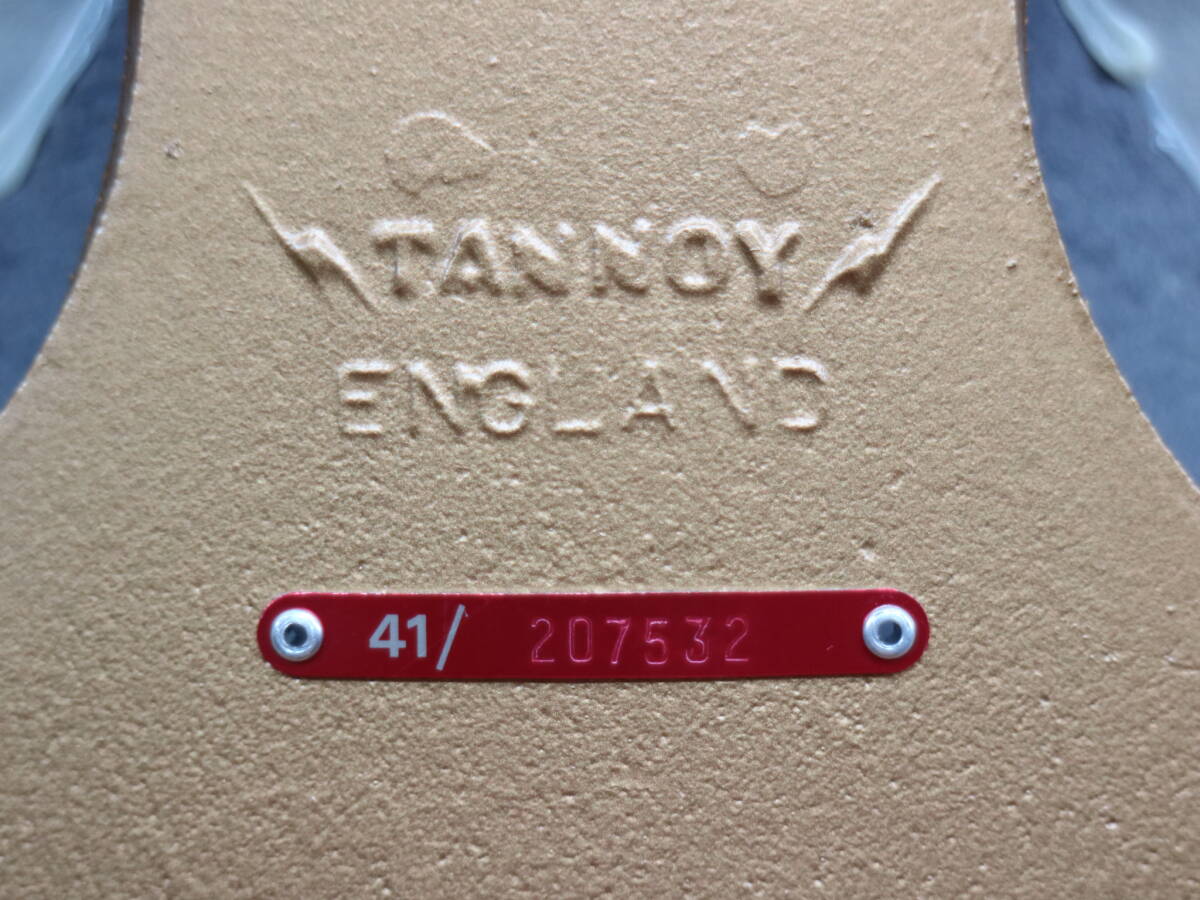 TANNOY
ENGLAND
41/ 207532